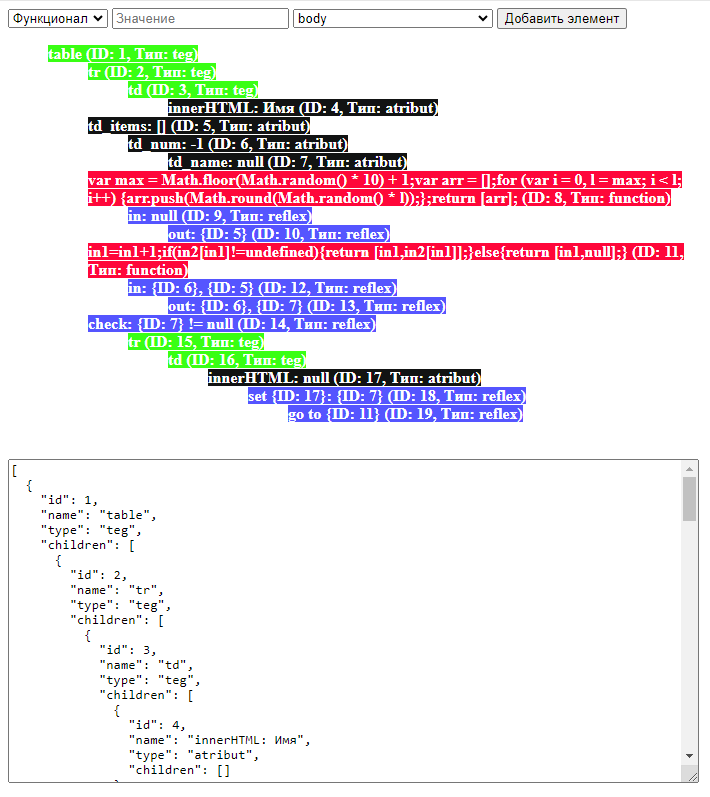 Функционал Значение body Добавить элемент
table (ID: 1, Тип: teg)
tr (ID: 2, Тип: teg)
td (ID: 3, Тип: teg)
innerHTML: Имя (ID: 4, Тип: atribut)
td_items: [] (ID: 5, Тип: atribut)
td_num: -1 (ID: 6, Тип: atribut)
td_name: null (ID: 7, Тип: atribut)
var max = Math.floor(Math.random() * 10) + 1;var arr = [];for (var i = 0, l = max; i < l;
i++) {arr.push(Math.round(Math.random() * l));};return [arr]; (ID: 8, Тип: function)
in: null (ID: 9, Тип: reflex)
out: {ID: 5} (ID: 10, Тип: reflex)
in1=in1+1;if(in2[in1]!=undefined){return [in1,in2[in1]];}else{return [in1,null];} (ID: 11,
Тип: function)
in: {ID: 6}, {ID: 5} (ID: 12, Тип: reflex)
out: {ID: 6}, {ID: 7} (ID: 13, Тип: reflex)
check: {ID: 7} != null (ID: 14, Тип: reflex)
tr (ID: 15, Тип: teg)
td (ID: 16, Тип: teg)
innerHTML: null (ID: 17, Тип: atribut)
set {ID: 17}: {ID: 7} (ID: 18, Тип: reflex)
go to {ID: 11} (ID: 19, Тип: reflex)
[
{
"id": 1,
"name": "table",
"type": "teg",
"children": [
{
"id": 2,
"name": "tr",
"type": "teg",
"children": [
{
"id": 3,
"name": "td",
"type": "teg",
"children": [
{
"id": 4,
"name": "innerHTML: Имя",
"type": "atribut",
"children": []